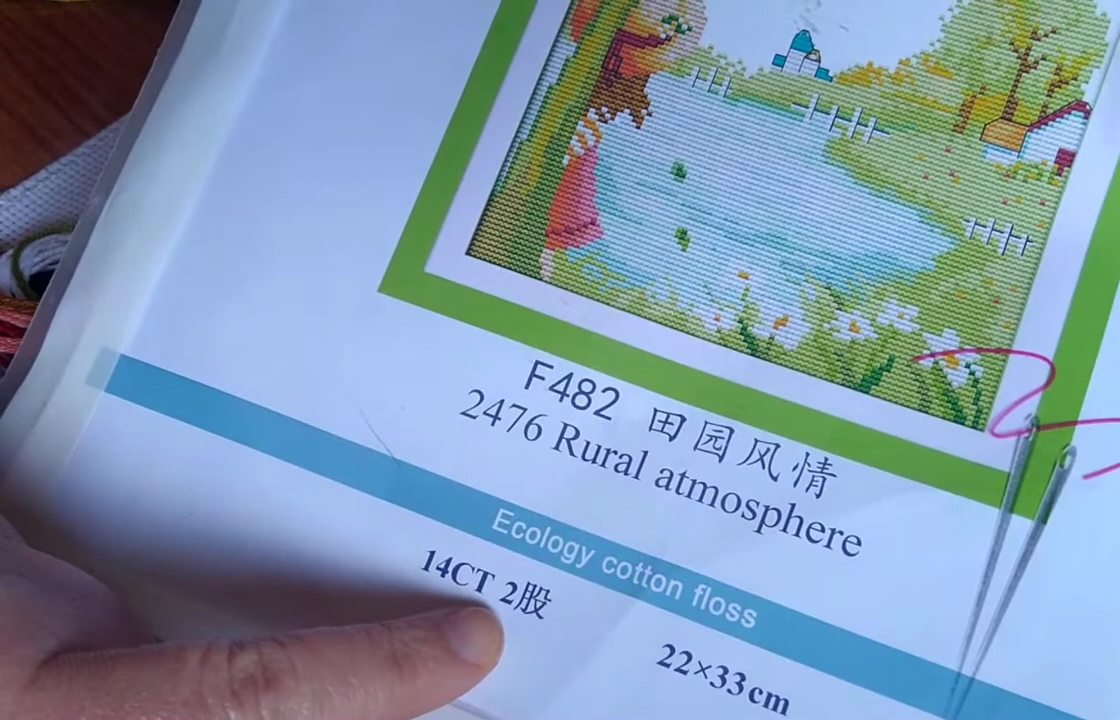 F482 田园风情
2476 Rural atmosphere
Ecology cotton floss
14CT 2股
22×33cm